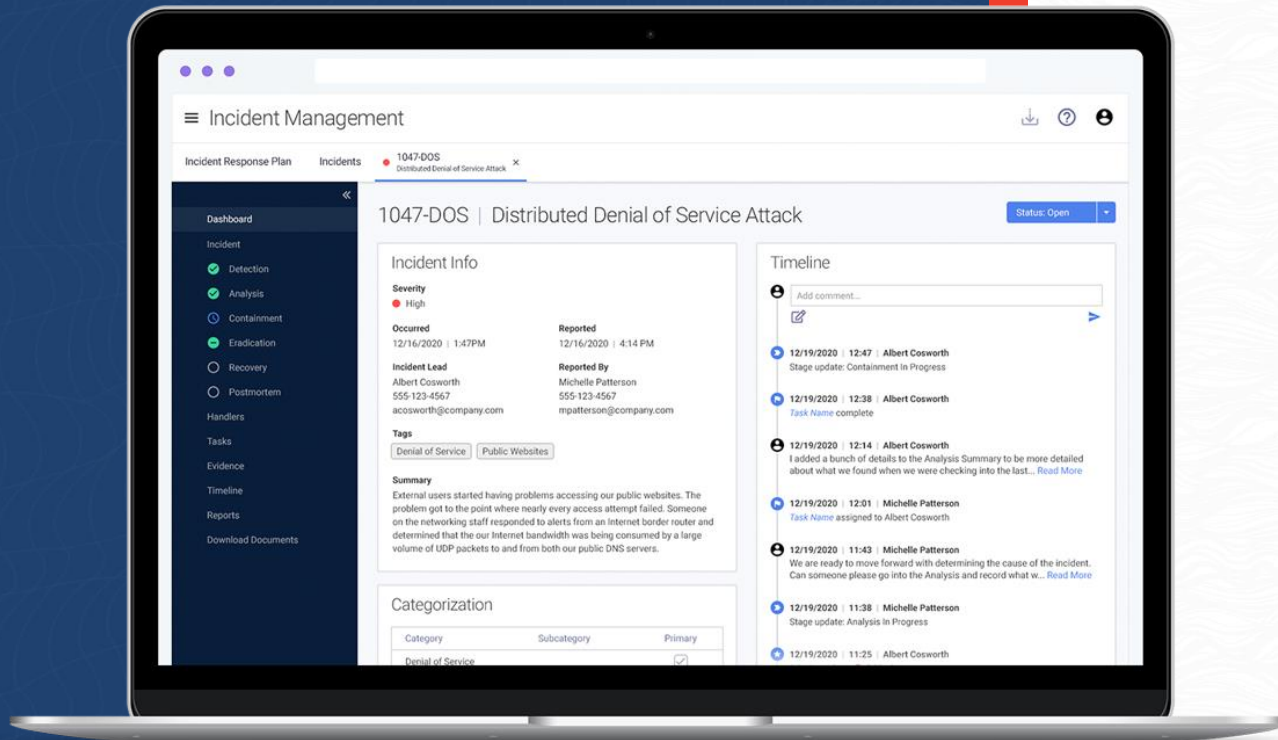 Incident Management
Incident Response Plan
Incidents
1047-DOS
Distributed Denial of Service Attack
Dashboard
Incident
Detection
Analysis
Containment
Eradication
Recovery
Postmortem
Handlers
Tasks
Evidence
Timeline
Reports
Download Documents
1047-DOS | Distributed Denial of Service Attack
Status: Open
Incident Info
Severity
High
Occurred
12/16/2020 | 1:47PM
Reported
12/16/2020 | 4:14 PM
Incident Lead
Albert Cosworth
555-123-4567
acosworth@company.com
Reported By
Michelle Patterson
555-123-4567
mpatterson@company.com
Tags
Denial of Service
Public Websites
Summary
External users started having problems accessing our public websites. The
problem got to the point where nearly every access attempt failed. Someone
on the networking staff responded to alerts from an Internet border router and
determined that the our Internet bandwidth was being consumed by a large
volume of UDP packets to and from both our public DNS servers.
Categorization
Category Subcategory Primary
Denial of Service
Timeline
Add comment...
12/19/2020 | 12:47 | Albert Cosworth
Stage update: Containment In Progress
12/19/2020 | 12:38 | Albert Cosworth
Task Name complete
12/19/2020 | 12:14 | Albert Cosworth
I added a bunch of details to the Analysis Summary to be more detailed
about what we found when we were checking into the last... Read More
12/19/2020 | 12:01 | Michelle Patterson
Task Name assigned to Albert Cosworth
12/19/2020 | 11:43 | Michelle Patterson
We are ready to move forward with determining the cause of the incident.
Can someone please go into the Analysis and record what w... Read More
12/19/2020 | 11:38 | Michelle Patterson
Stage update: Analysis In Progress
12/19/2020 | 11:25 | Albert Cosworth